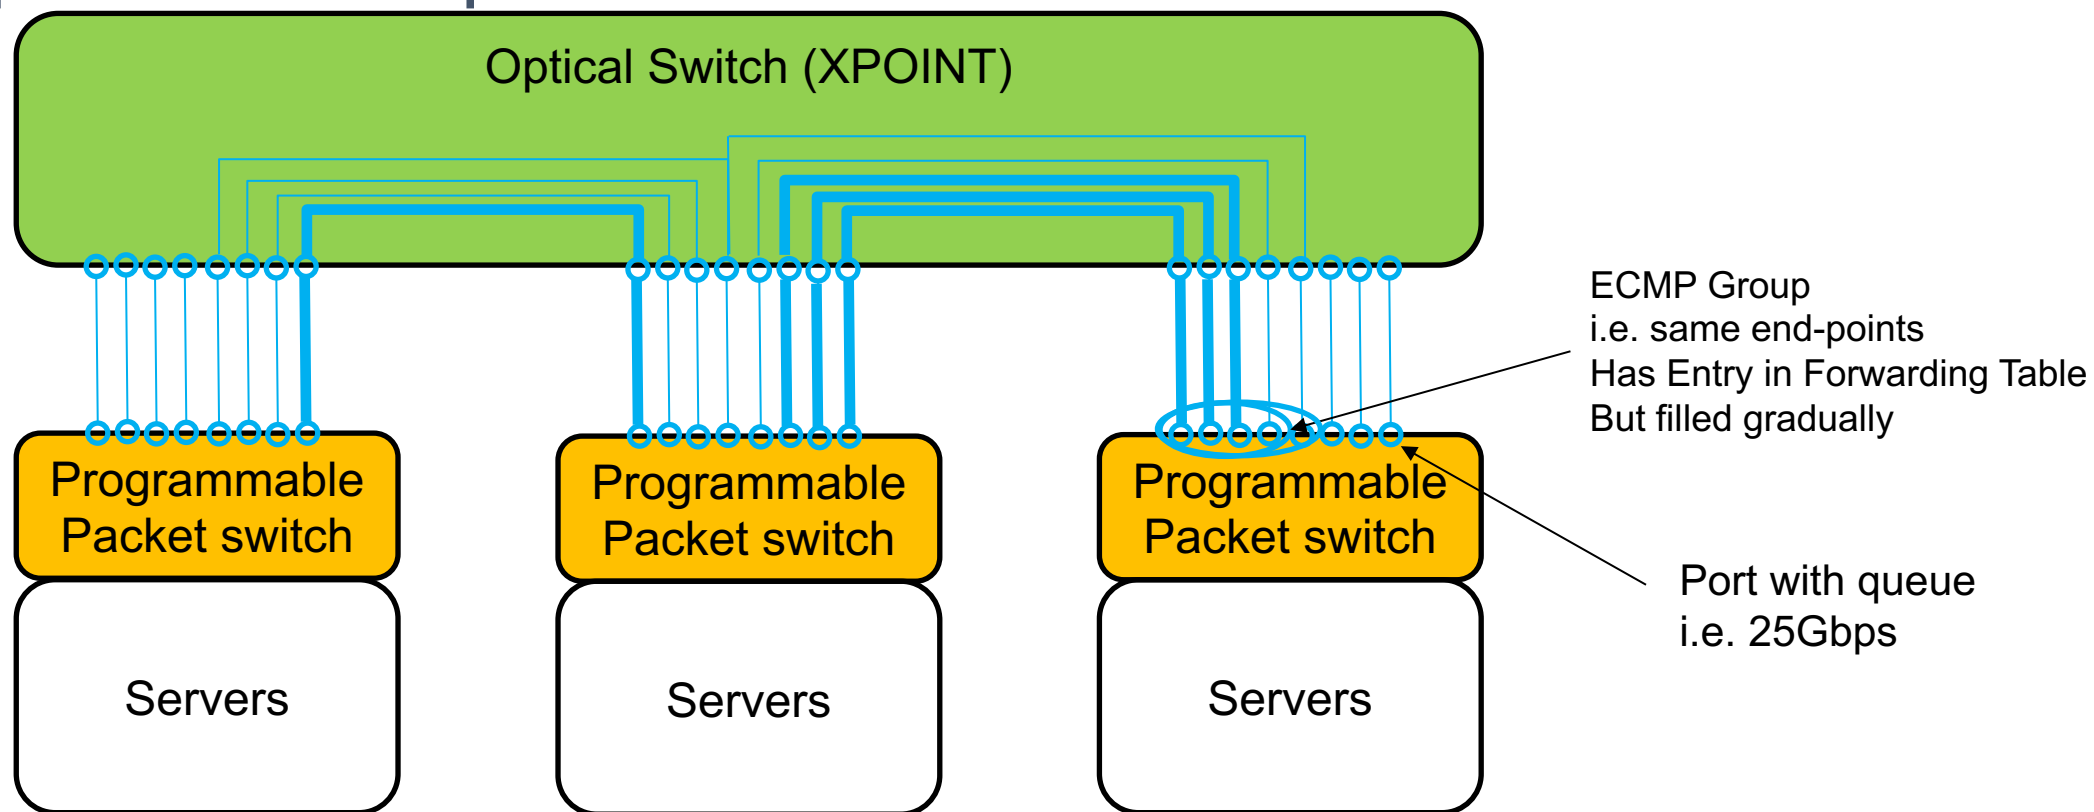 Optical Switch (XPOINT)
ECMP Group
i.e. same end-points
Has Entry in Forwarding Table
But filled gradually
Programmable
Packet switch
Programmable
Packet switch
Programmable
Packet switch
Port with queue
i.e. 25Gbps
Servers
Servers
Servers